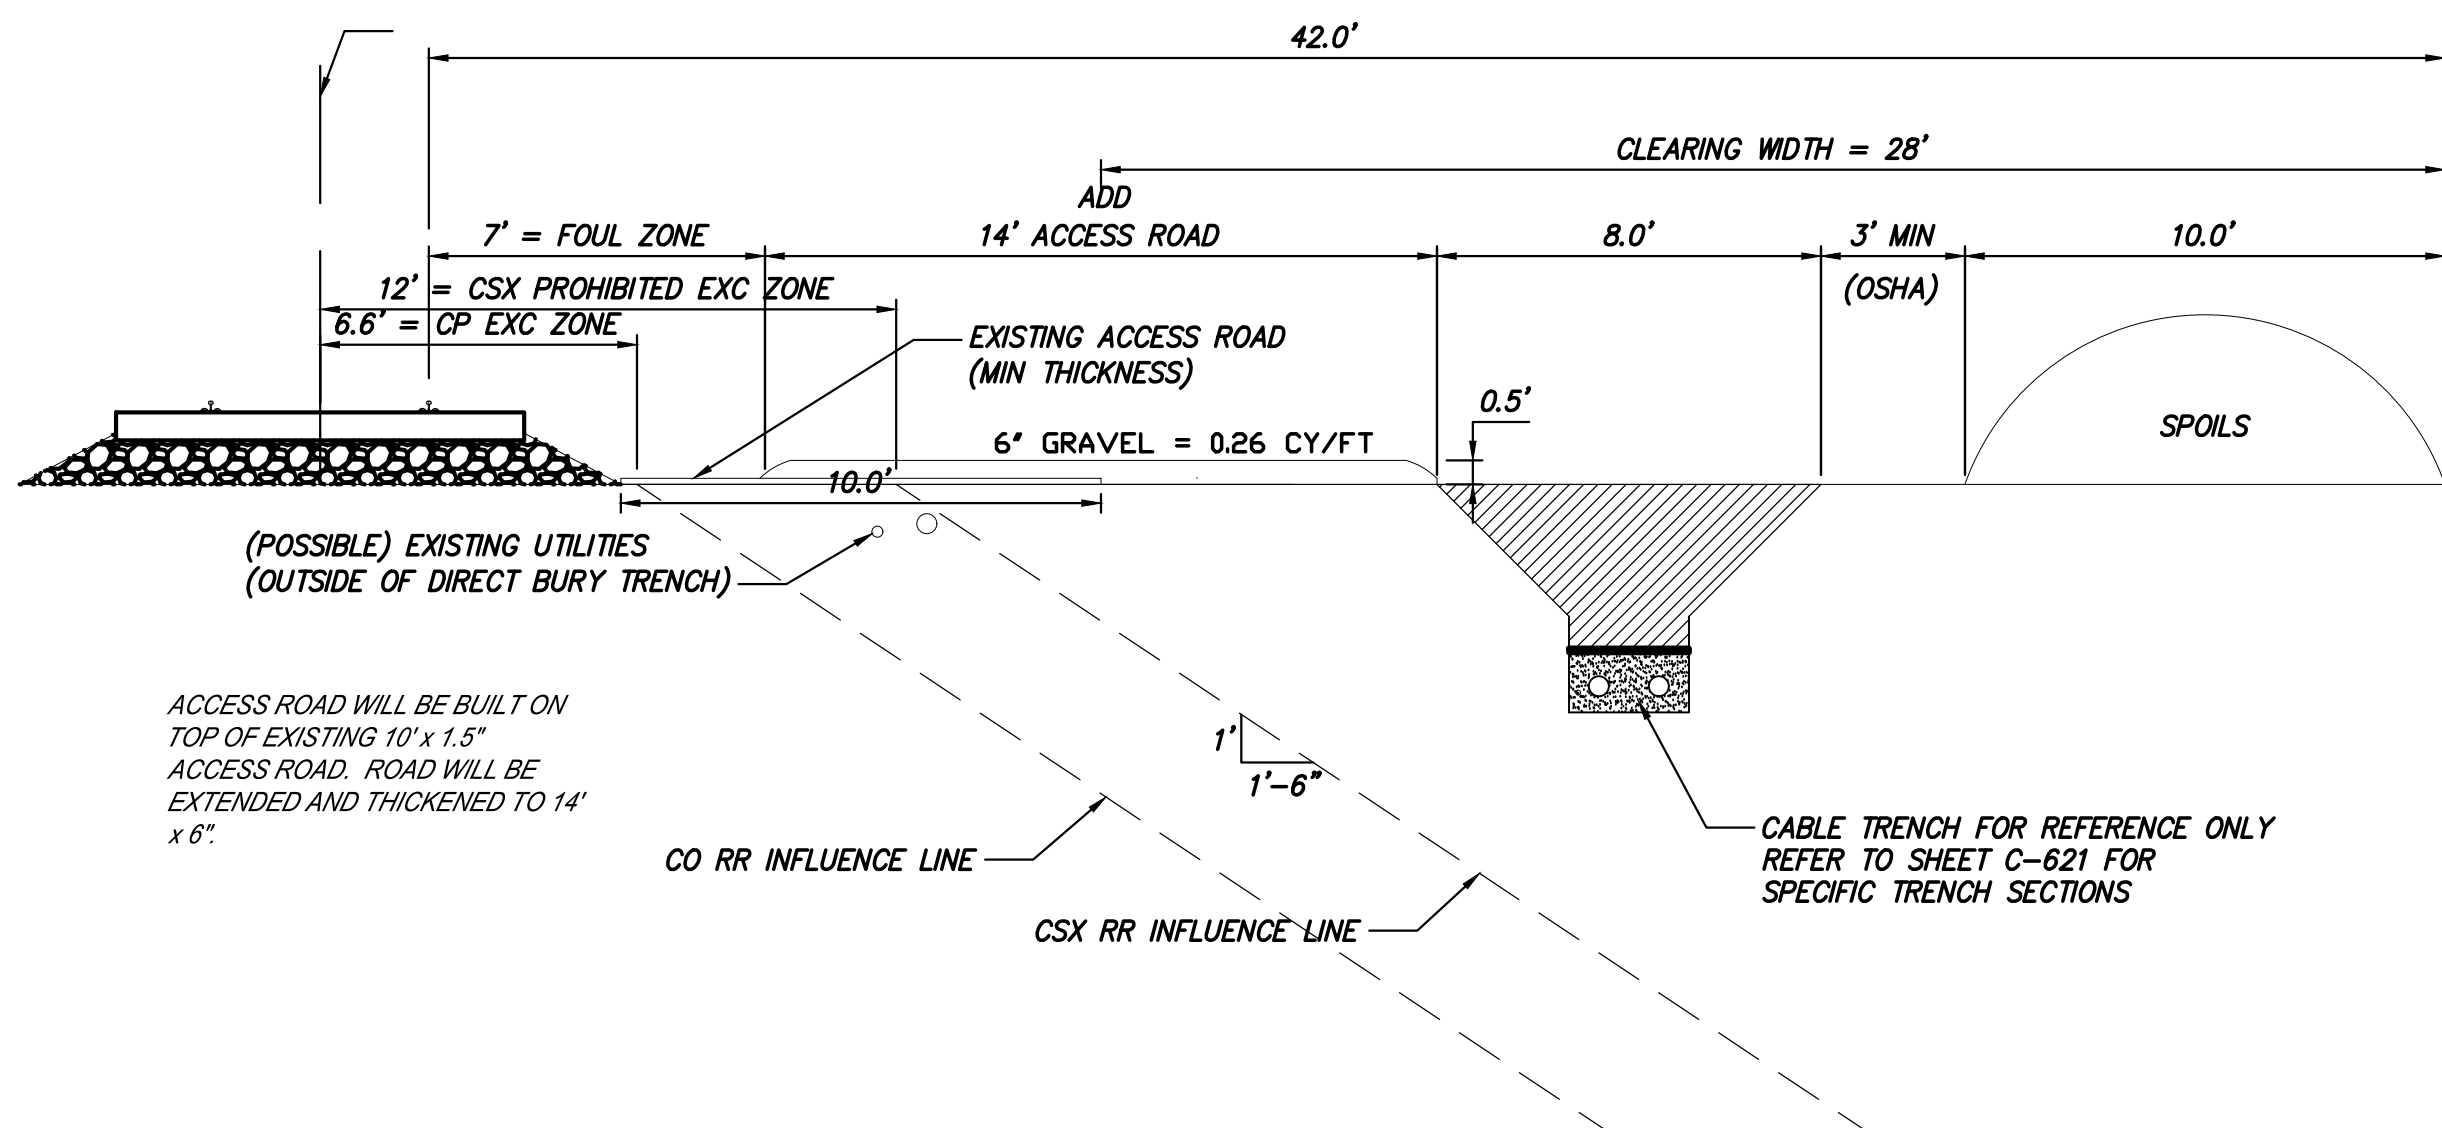 42.0'
CLEARING WIDTH = 28'
ADD
7' = FOUL ZONE
14' ACCESS ROAD
8.0'
3' MIN
(OSHA)
10.0'
12' = CSX PROHIBITED EXC ZONE
6.6' = CP EXC ZONE
EXISTING ACCESS ROAD
(MIN THICKNESS)
0.5'
6" GRAVEL = 0.26 CY/FT
SPOILS
10.0'
(POSSIBLE) EXISTING UTILITIES
(OUTSIDE OF DIRECT BURY TRENCH)
ACCESS ROAD WILL BE BUILT ON
TOP OF EXISTING 10' x 1.5"
ACCESS ROAD.  ROAD WILL BE
EXTENDED AND THICKENED TO 14'
x 6".
1'
1'-6"
CO RR INFLUENCE LINE
CSX RR INFLUENCE LINE
CABLE TRENCH FOR REFERENCE ONLY
REFER TO SHEET C-621 FOR
SPECIFIC TRENCH SECTIONS